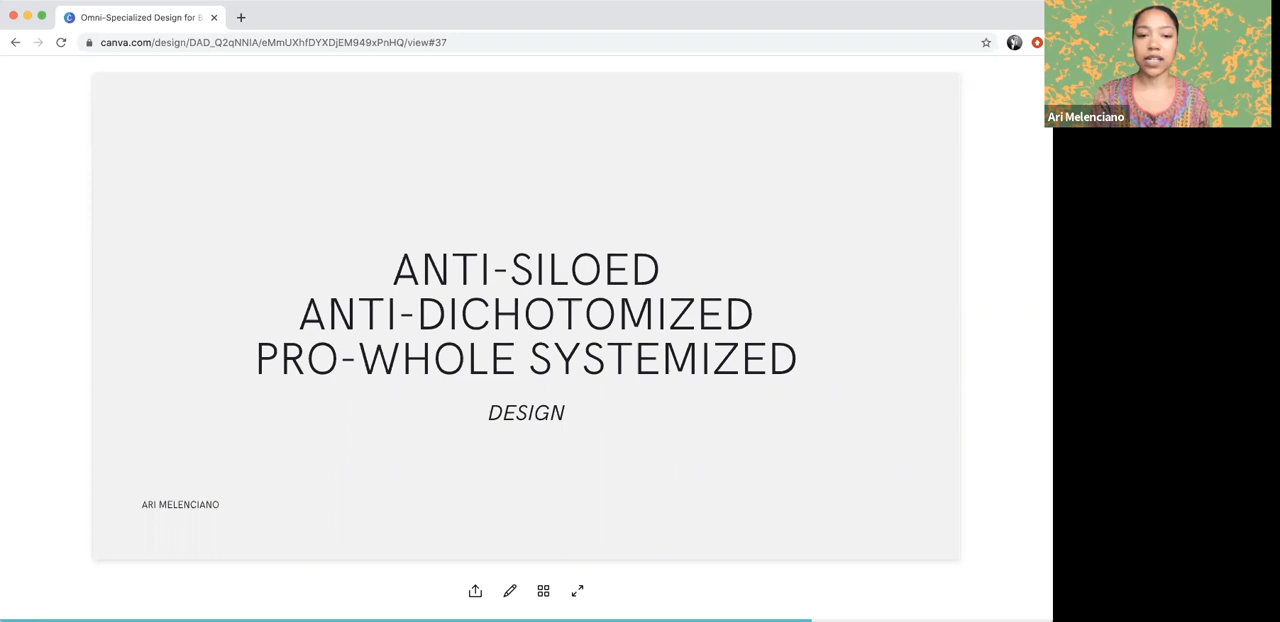 Omni-Specialized Design for B
canva.com/design/DAD_Q2qNNIA/eMmUXhfDYXDjEM949xPnHQ/view#37
Ari Melenciano
ANTI-SILOED
ANTI-DICHOTOMIZED
PRO-WHOLE SYSTEMIZED
DESIGN
ARI MELENCIANO